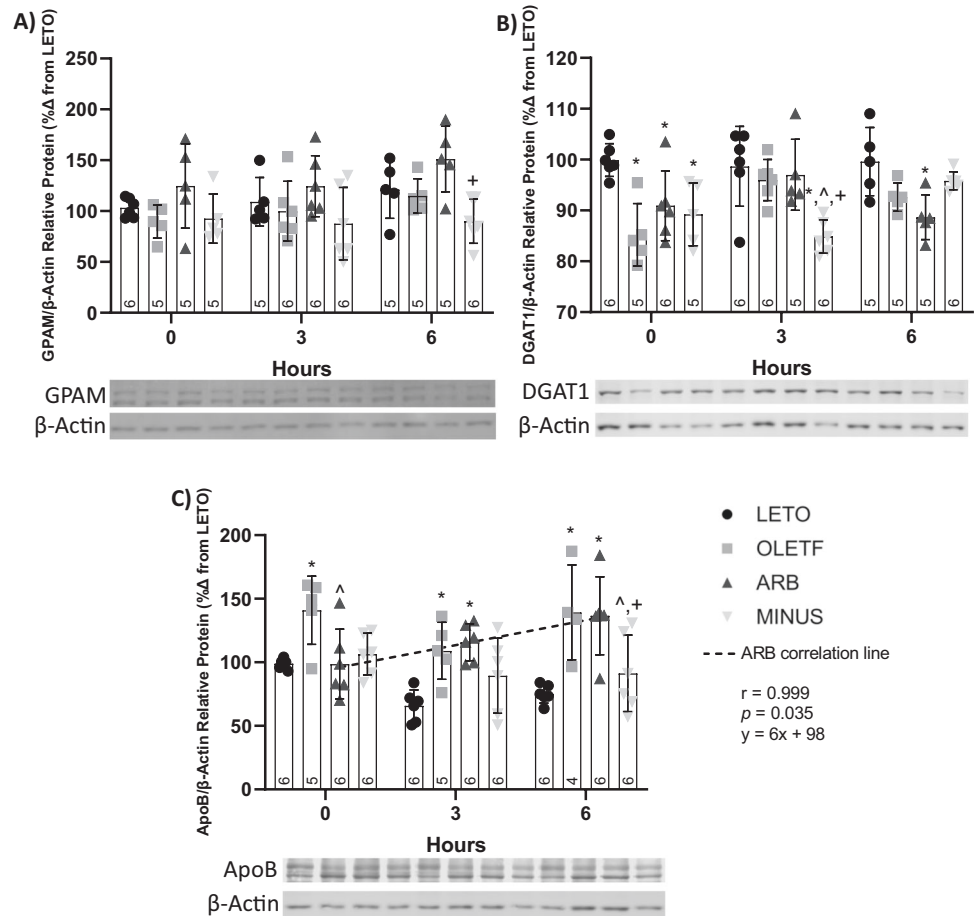 A)
GPAM/β-Actin Relative Protein (%Δ from LETO)
250
200
150
100
50
0
6 5 5 5 5 6 6 6 5 5 5 6
0 3 6
Hours
GPAM
β-Actin
B)
DGAT1/β-Actin Relative Protein (%Δ from LETO)
120
110
100
90
80
70
* * * *,^,+ *
+
6 5 6 5 6 6 5 6 5 5 5 6
0 3 6
Hours
DGAT1
β-Actin
C)
ApoB/β-Actin Relative Protein (%Δ from LETO)
200
150
100
50
0
* ^ * * * * ^,+
6 5 6 6 6 5 6 6 6 4 6 6
0 3 6
Hours
ApoB
β-Actin
LETO
OLETF
ARB
MINUS
ARB correlation line
r = 0.999
p = 0.035
y = 6x + 98